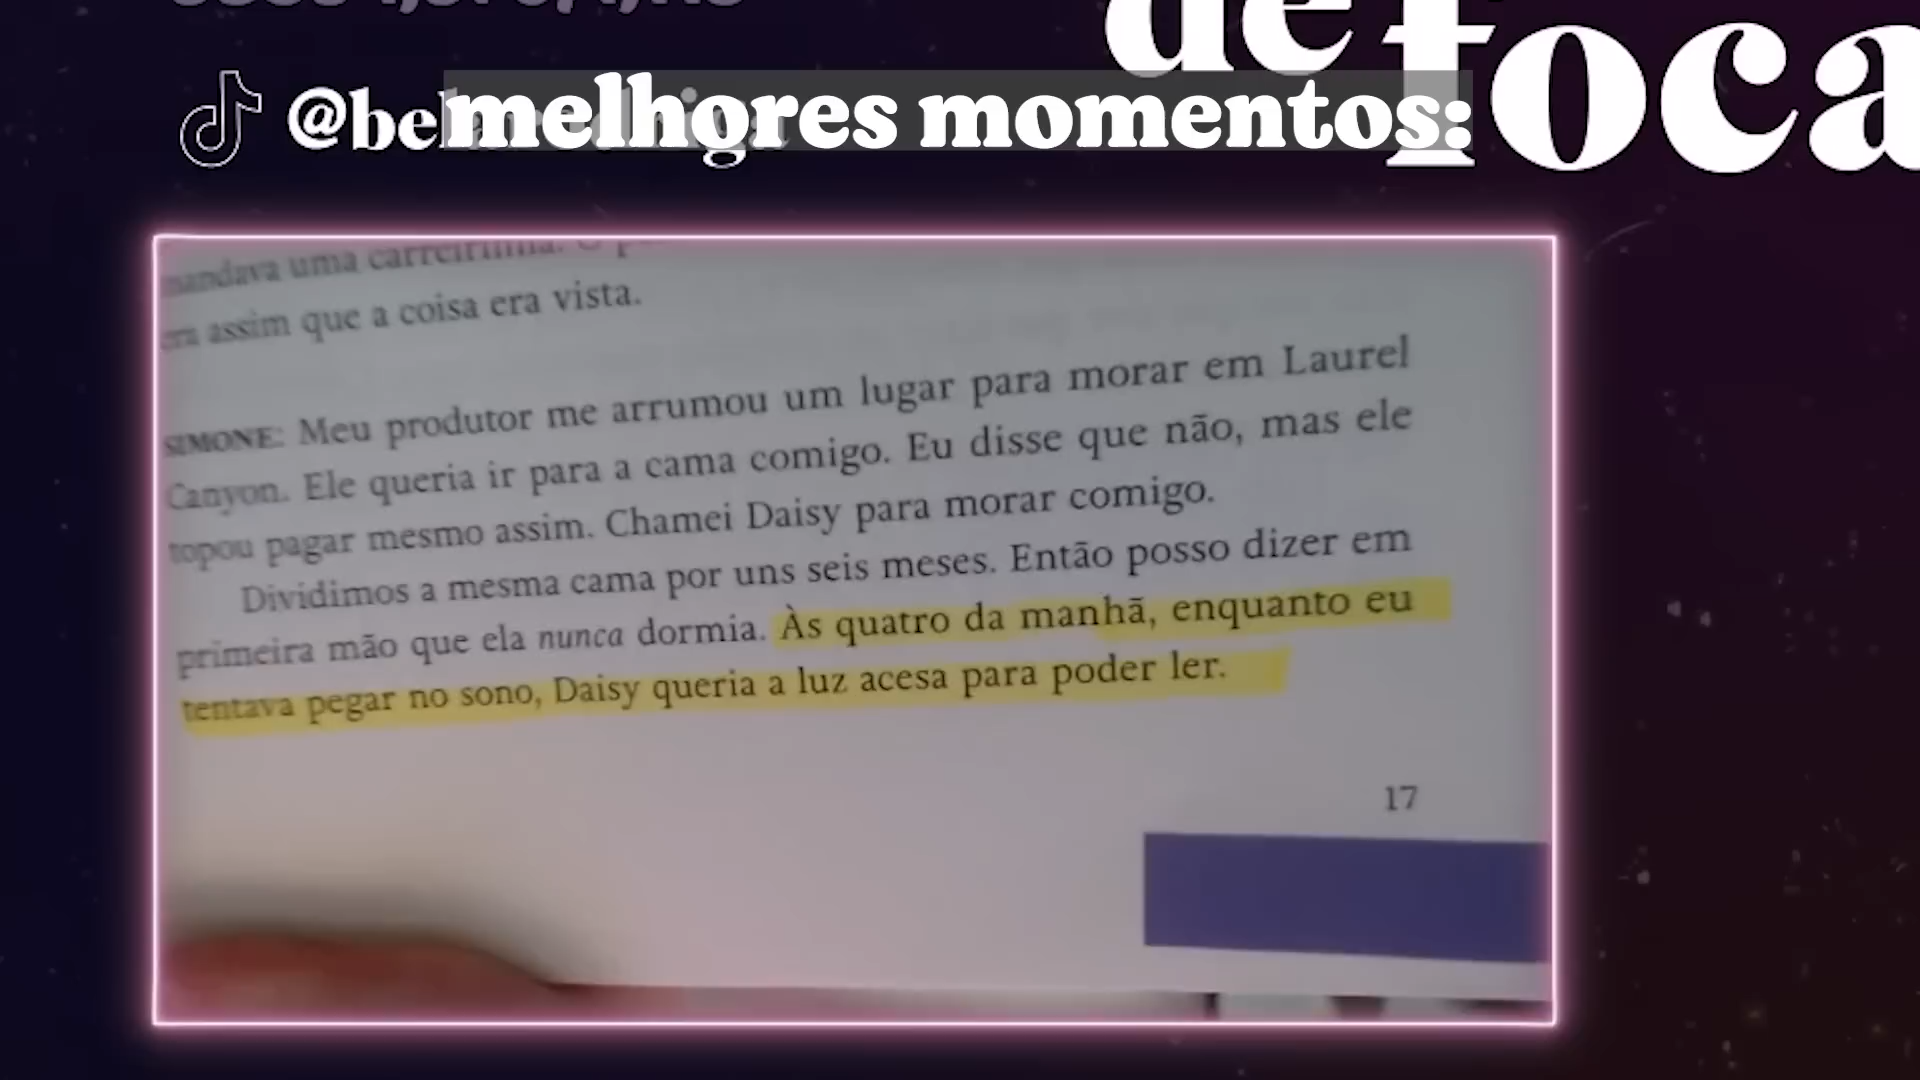 de foca
@be
melhores momentos:
mandava uma carreirinha. O
era assim que a coisa era vista.
SIMONE: Meu produtor me arrumou um lugar para morar em Laurel
Canyon. Ele queria ir para a cama comigo. Eu disse que não, mas ele
topou pagar mesmo assim. Chamei Daisy para morar comigo.
Dividimos a mesma cama por uns seis meses. Então posso dizer em
primeira mão que ela nunca dormia. Às quatro da manhã, enquanto eu
tentava pegar no sono, Daisy queria a luz acesa para poder ler.
17